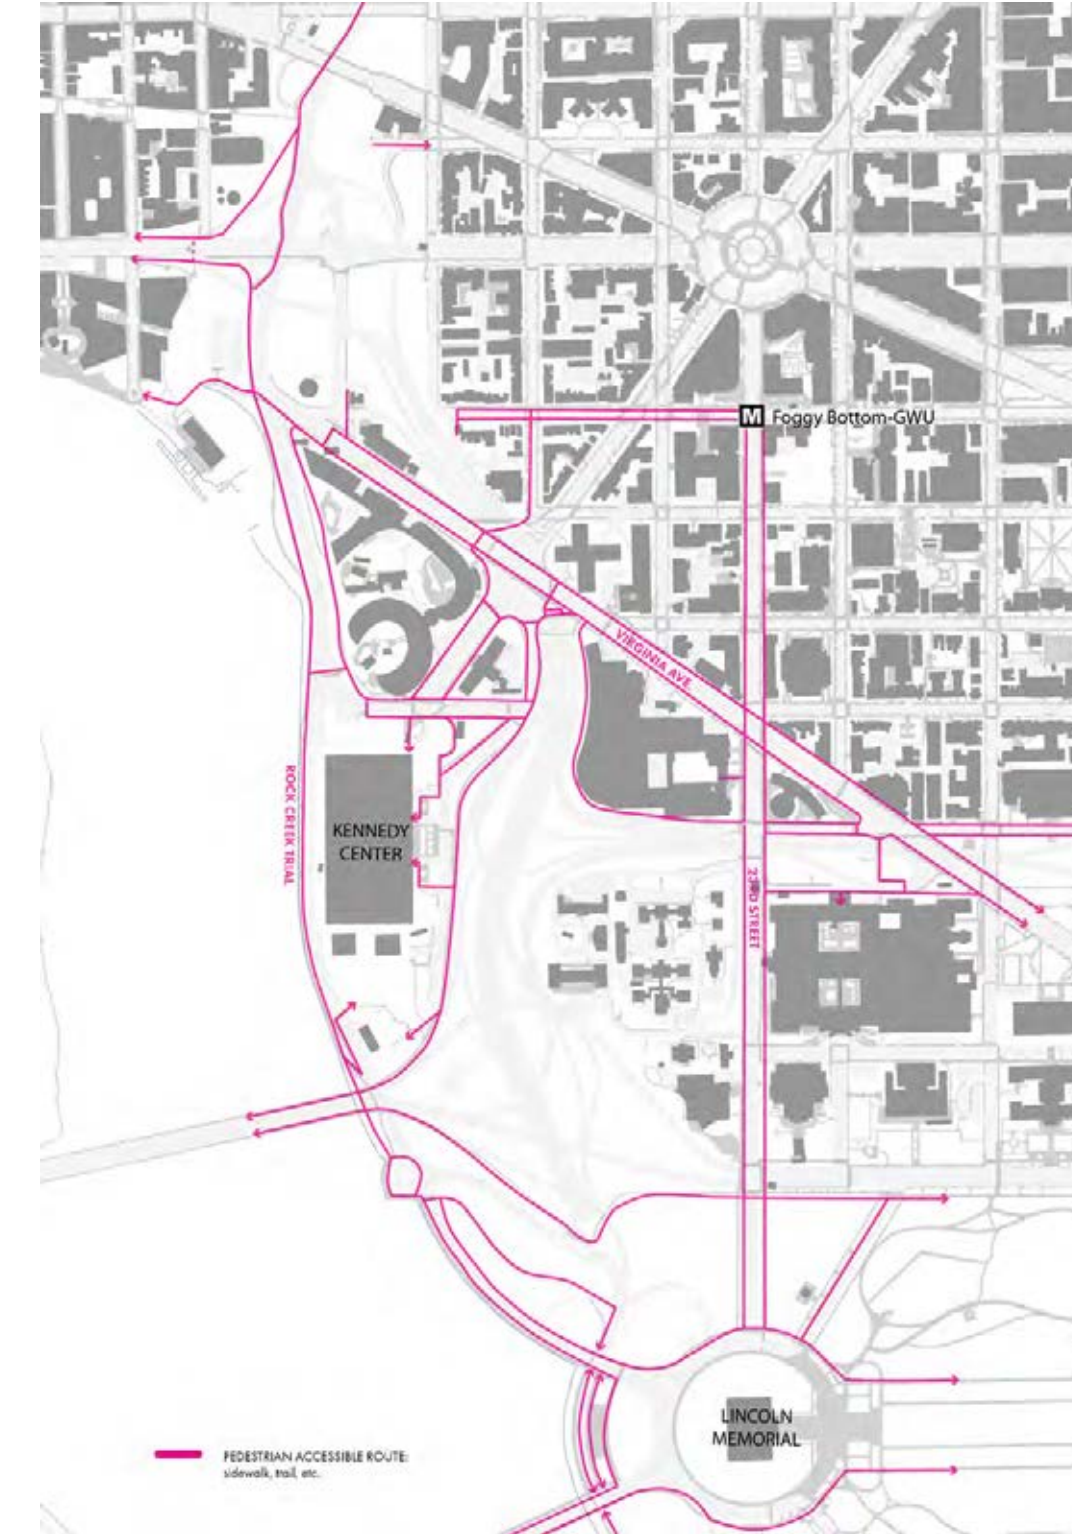 M Foggy Bottom-GWU
VIRGINIA AVE.
ROCK CREEK TRIAL
KENNEDY
CENTER
23RD STREET
LINCOLN
MEMORIAL
PEDESTRIAN ACCESSIBLE ROUTE:
sidewalk, trail, etc.